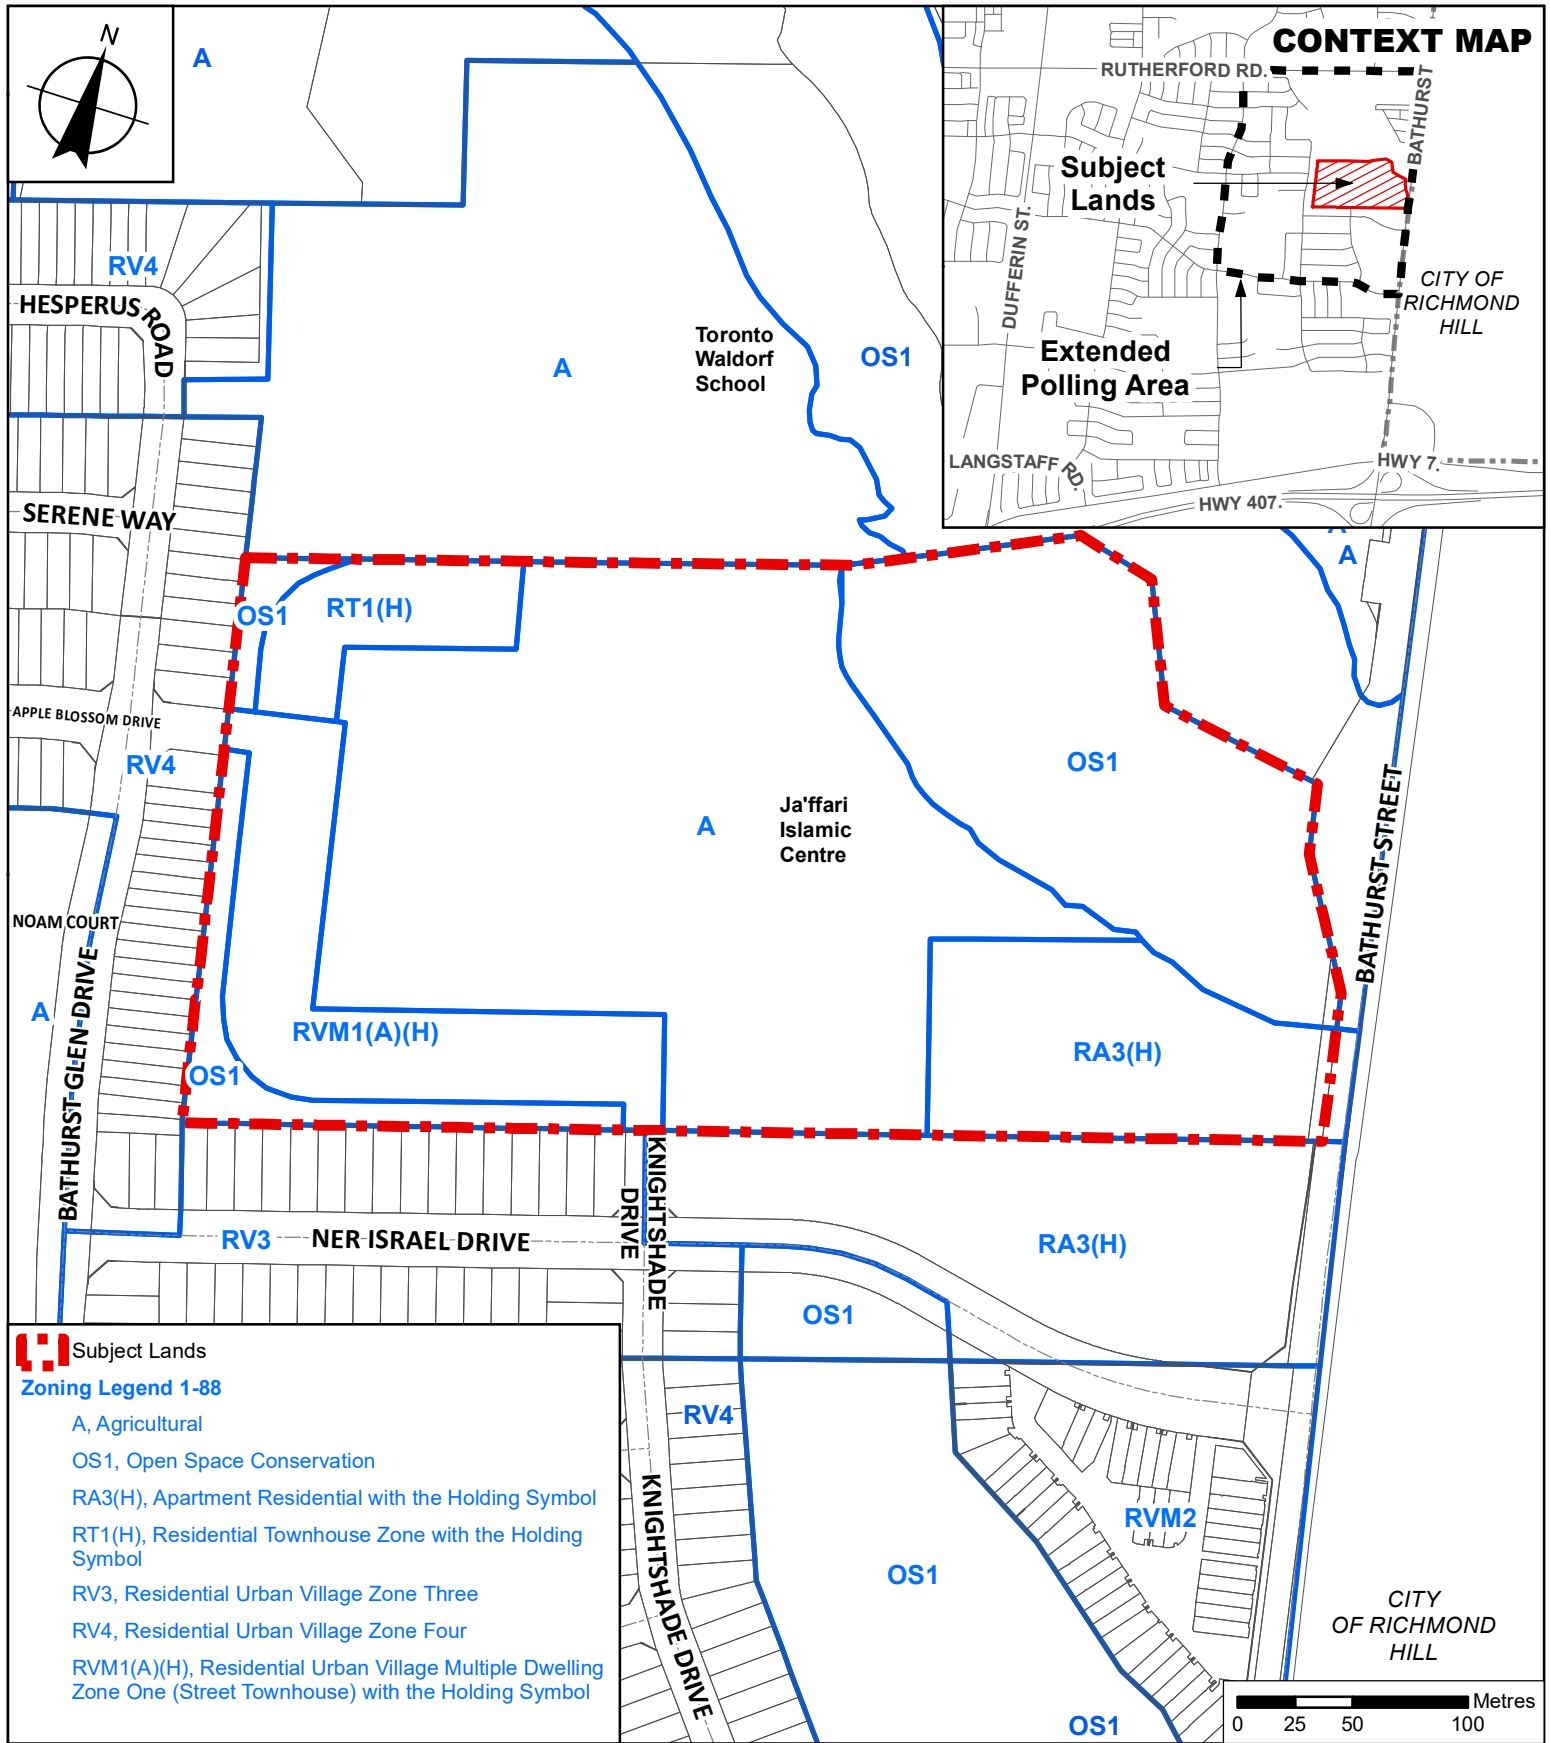 N
A
CONTEXT MAP
RUTHERFORD RD.
BATHURST
Subject
Lands
DUFFERIN ST.
CITY OF
RICHMOND
HILL
Extended
Polling Area
LANGSTAFF RD.
HWY 7.
HWY 407.
RV4
HESPERUS ROAD
Toronto
Waldorf
School
A
OS1
SERENE WAY
A
A
OS1
RT1(H)
APPLE BLOSSOM DRIVE
RV4
OS1
A
Ja'ffari
Islamic
Centre
BATHURST STREET
NOAM COURT
A
BATHURST GLEN DRIVE
RVM1(A)(H)
RA3(H)
OS1
KNIGHTSHADE
DRIVE
RV3
NER ISRAEL DRIVE
RA3(H)
OS1
Subject Lands
Zoning Legend 1-88
A, Agricultural
OS1, Open Space Conservation
RA3(H), Apartment Residential with the Holding Symbol
RT1(H), Residential Townhouse Zone with the Holding
Symbol
RV3, Residential Urban Village Zone Three
RV4, Residential Urban Village Zone Four
RVM1(A)(H), Residential Urban Village Multiple Dwelling
Zone One (Street Townhouse) with the Holding Symbol
RV4
KNIGHTSHADE DRIVE
RVM2
OS1
CITY
OF RICHMOND
HILL
OS1
Metres
0 25 50 100